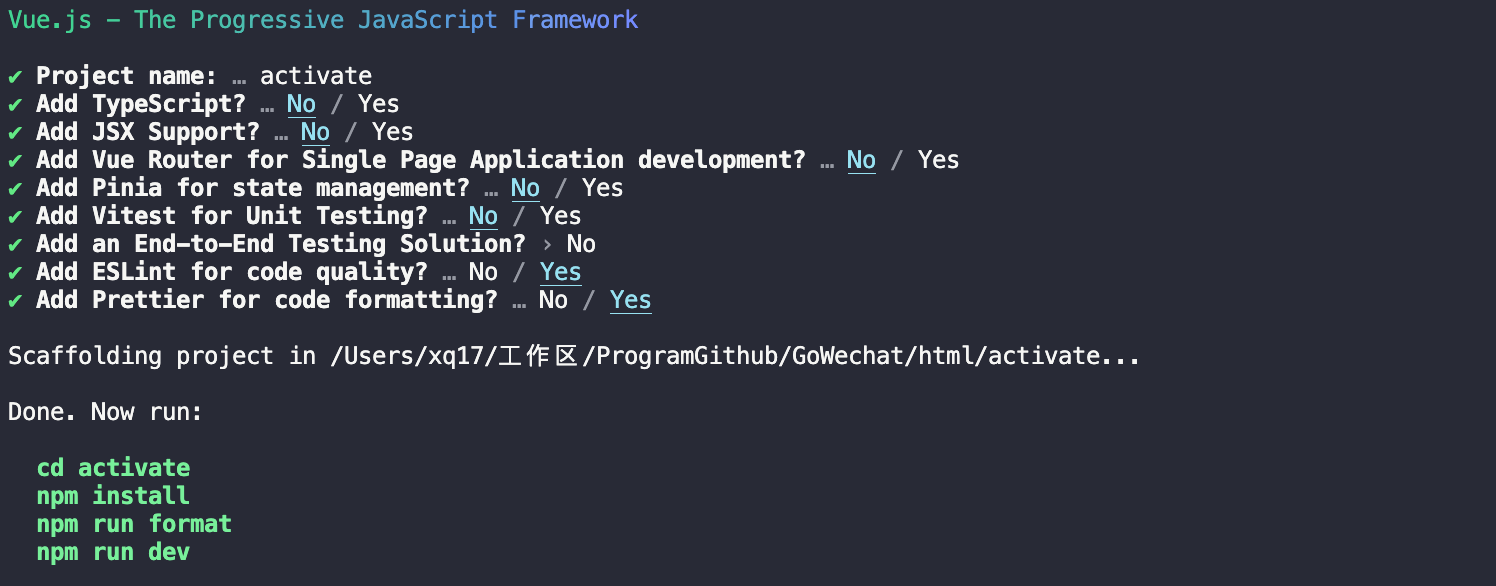 Vue.js – The Progressive JavaScript Framework
✔ Project name: … activate
✔ Add TypeScript? … No / Yes
✔ Add JSX Support? … No / Yes
✔ Add Vue Router for Single Page Application development? … No / Yes
✔ Add Pinia for state management? … No / Yes
✔ Add Vitest for Unit Testing? … No / Yes
✔ Add an End-to-End Testing Solution? › No
✔ Add ESLint for code quality? … No / Yes
✔ Add Prettier for code formatting? … No / Yes
Scaffolding project in /Users/xq17/工作区/ProgramGithub/GoWechat/html/activate...
Done. Now run:
cd activate
npm install
npm run format
npm run dev